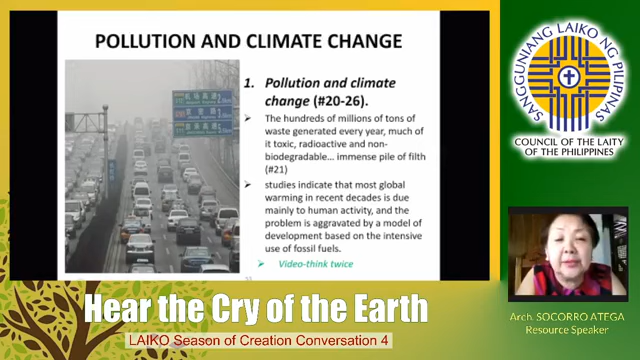 POLLUTION AND CLIMATE CHANGE
1. Pollution and climate
change (#20-26).
The hundreds of millions of tons of
waste generated every year, much of
it toxic, radioactive and non-
biodegradable... immense pile of filth
(#21)
studies indicate that most global
warming in recent decades is due
mainly to human activity, and the
problem is aggravated by a model of
development based on the intensive
use of fossil fuels.
Video-think twice
SANGGUNIANG LAIKO NG PILIPINAS
COUNCIL OF THE LAITY
OF THE PHILIPPINES
Arch. SOCORRO ATEGA
Resource Speaker
Hear the Cry of the Earth
LAIKO Season of Creation Conversation 4